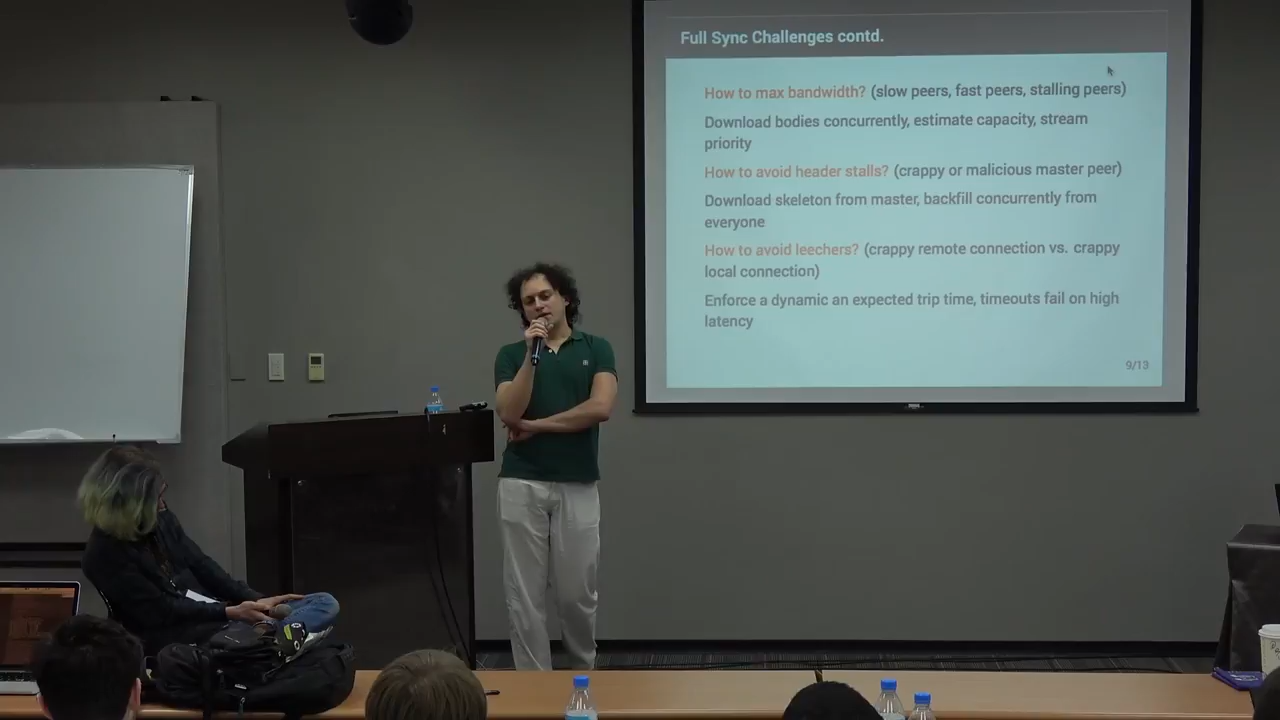 Full Sync Challenges contd.
How to max bandwidth? (slow peers, fast peers, stalling peers)
Download bodies concurrently, estimate capacity, stream
priority
How to avoid header stalls? (crappy or malicious master peer)
Download skeleton from master, backfill concurrently from
everyone
How to avoid leechers? (crappy remote connection vs. crappy
local connection)
Enforce a dynamic an expected trip time, timeouts fail on high
latency
9/13